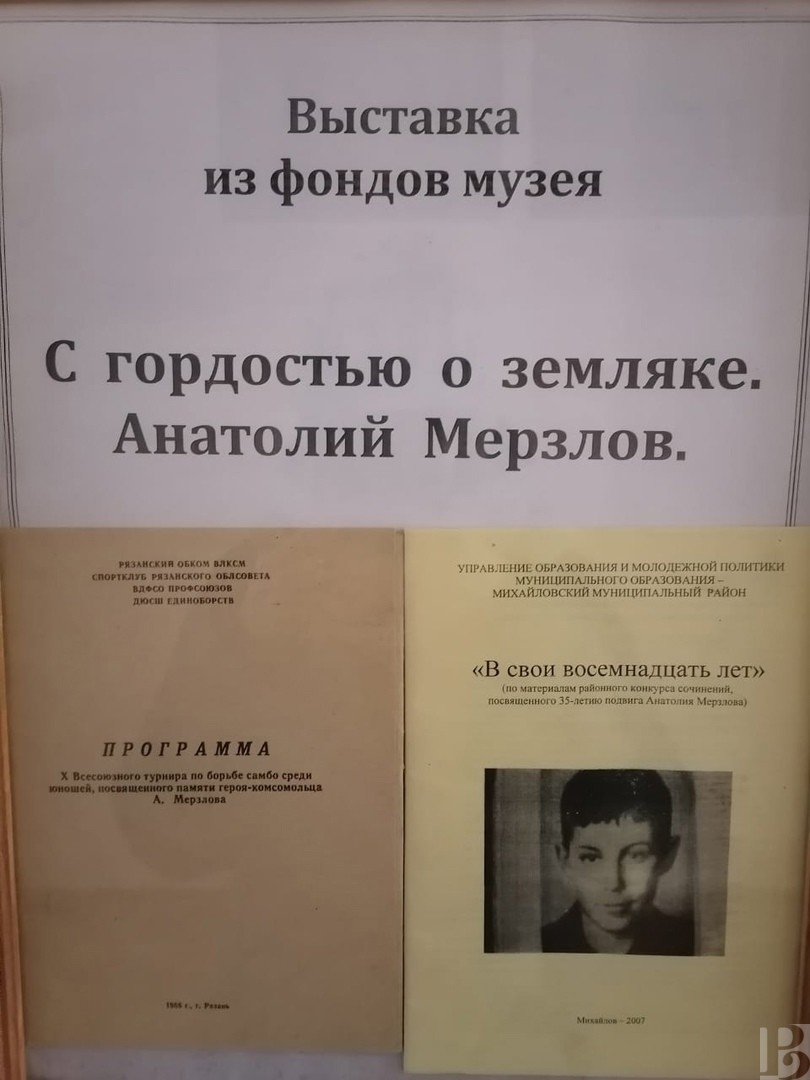 Выставка
из фондов музея
С гордостью о земляке.
Анатолий Мерзлов.
РЯЗАНСКИЙ ОБКОМ ВЛКСМ
СПОРТКЛУБ РЯЗАНСКОГО ОБЛСОВЕТА
ВДФСО ПРОФСОЮЗОВ
ДЮСШ ЕДИНОБОРСТВ
ПРОГРАММА
X Всесоюзного турнира по борьбе самбо среди
юношей, посвященного памяти героя-комсомольца
А. Мерзлова
г., г. Рязань
УПРАВЛЕНИЕ ОБРАЗОВАНИЯ И МОЛОДЕЖНОЙ ПОЛИТИКИ
МУНИЦИПАЛЬНОГО ОБРАЗОВАНИЯ –
МИХАЙЛОВСКИЙ МУНИЦИПАЛЬНЫЙ РАЙОН
«В свои восемнадцать лет»
(по материалам районного конкурса сочинений,
посвященного 35-летию подвига Анатолия Мерзлова)
Михайлов – 2007